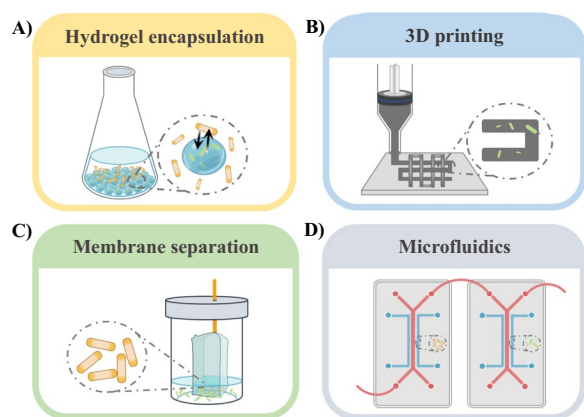 A) Hydrogel encapsulation
B) 3D printing
C) Membrane separation
D) Microfluidics